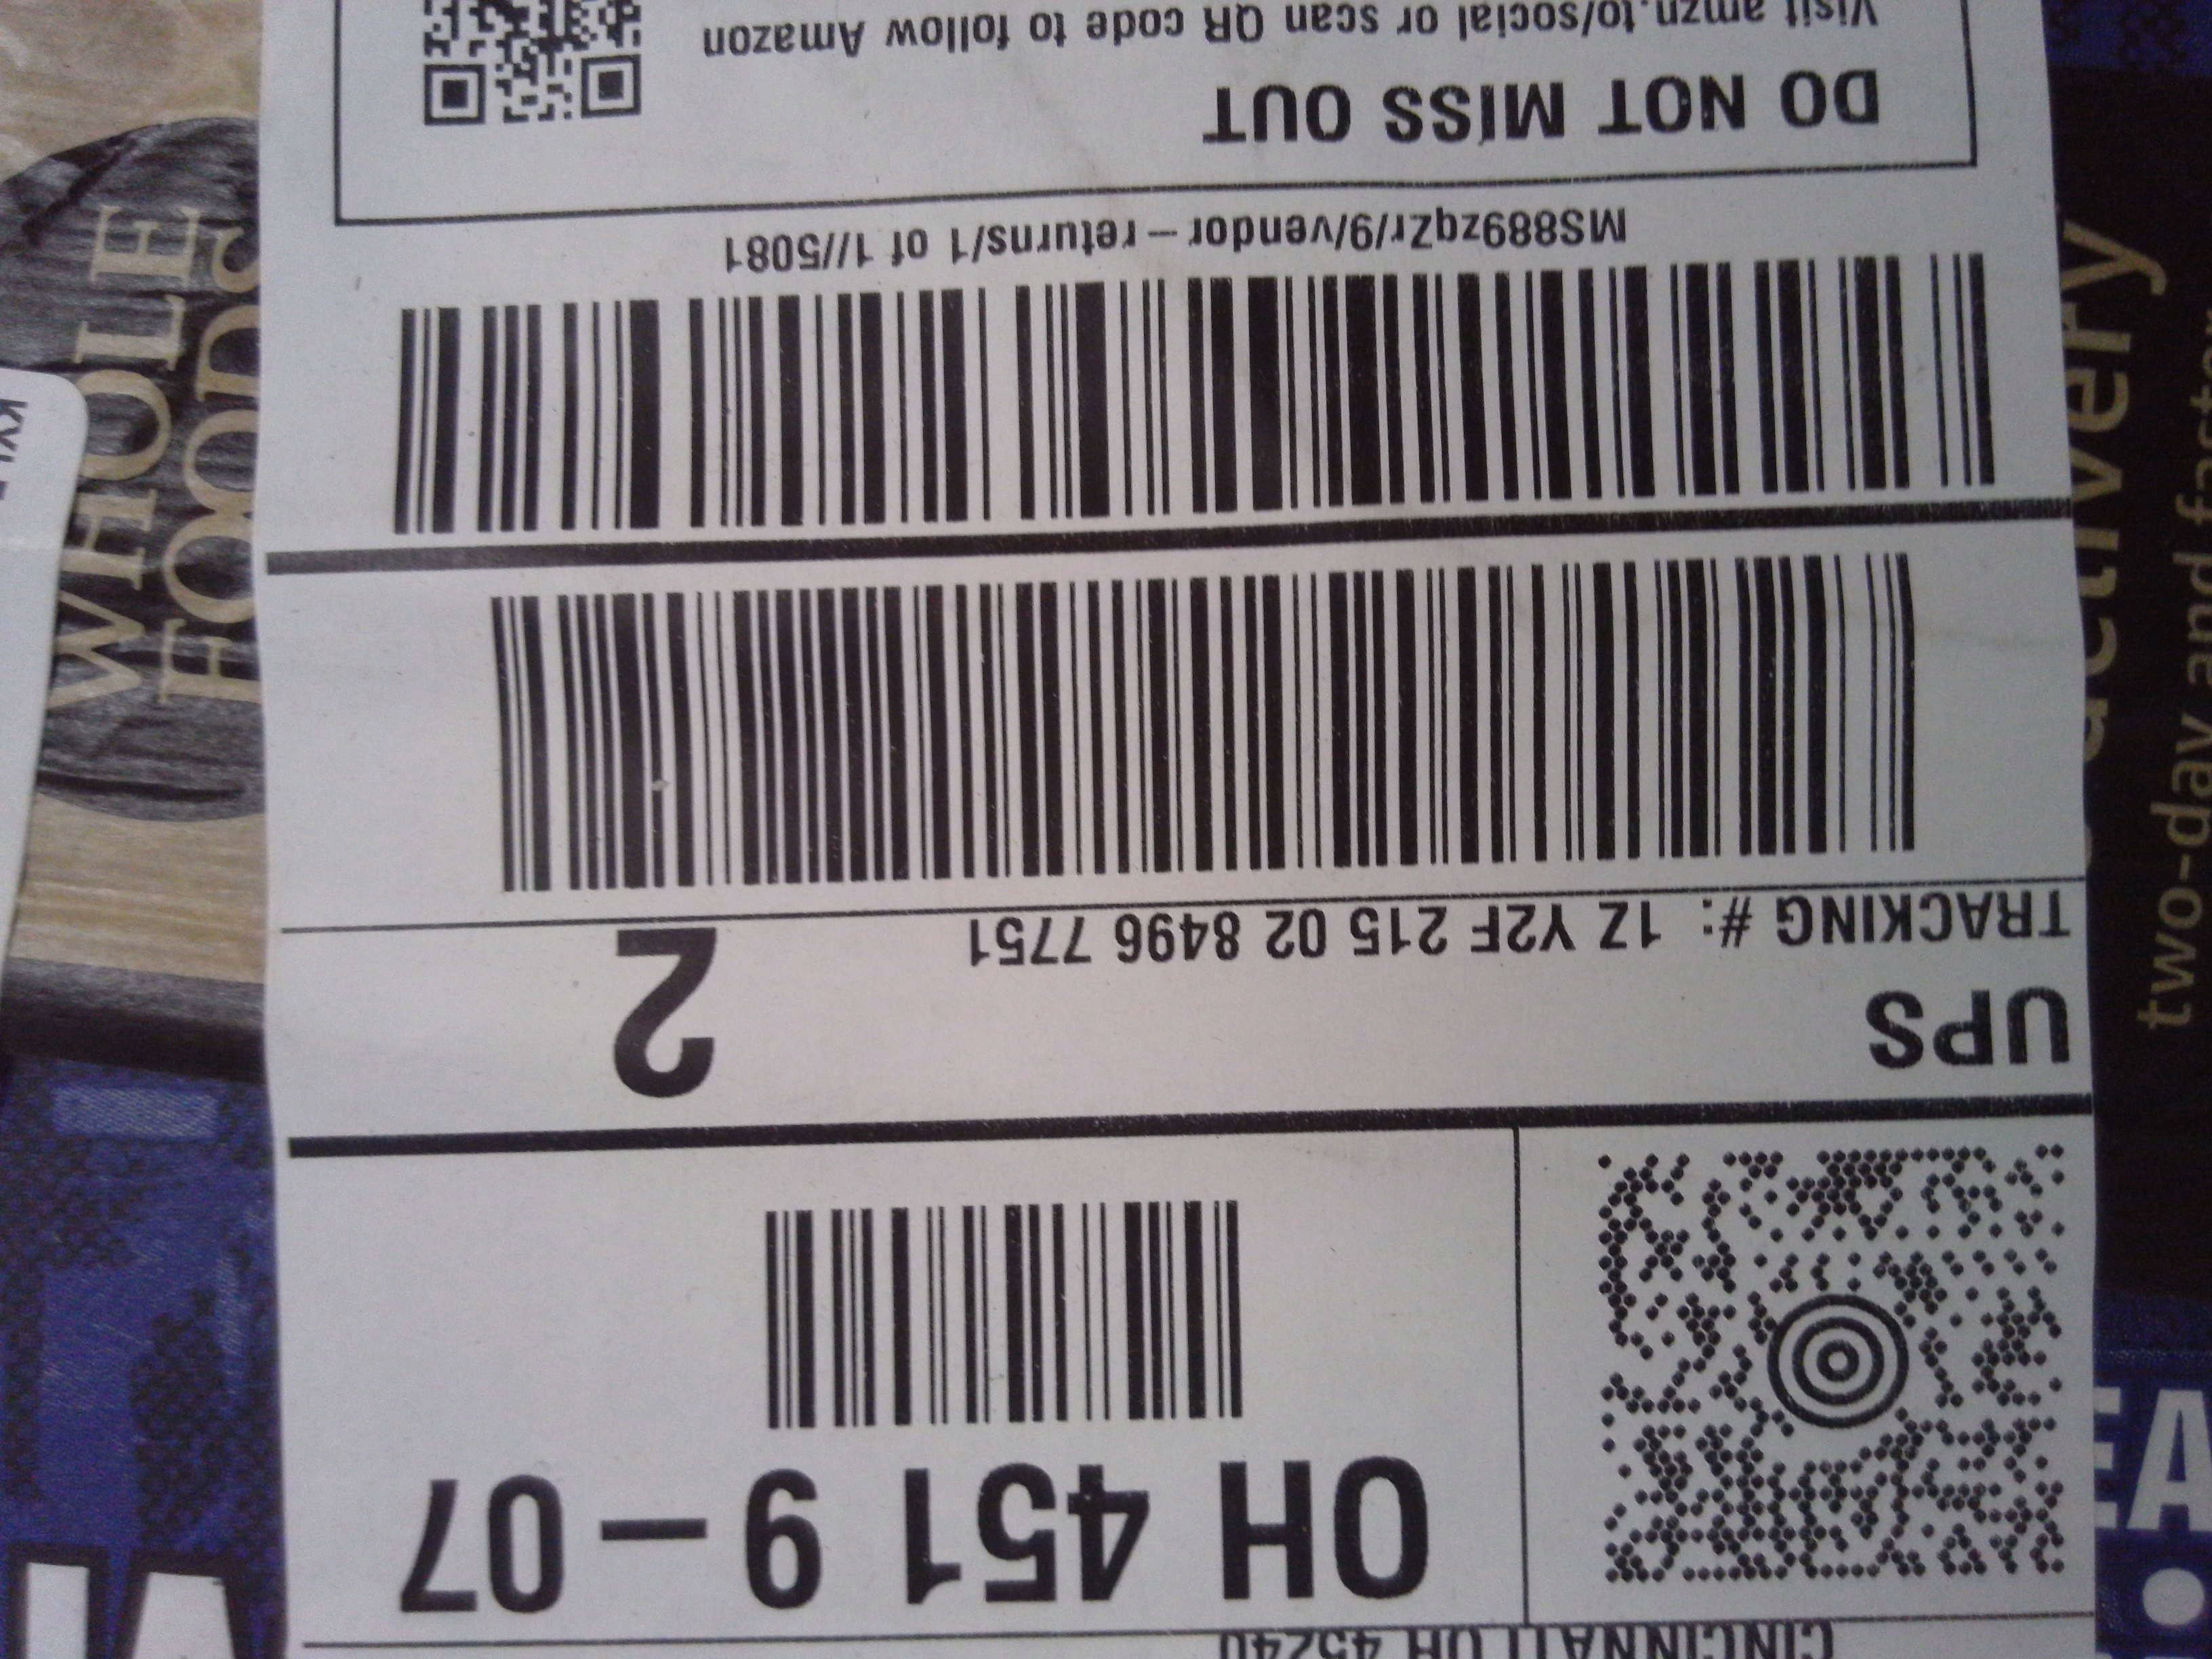 CINCINNATI OH 45240
OH 451 9-07
UPS
2
TRACKING #: 1Z Y2F 215 02 8496 7751
MS889zqZr/9/vendor-returns/1 of 1//5081
DO NOT MISS OUT
Visit amzn.to/social or scan QR code to follow Amazon
WHOLE
FOODS
delivery
two-day and faster